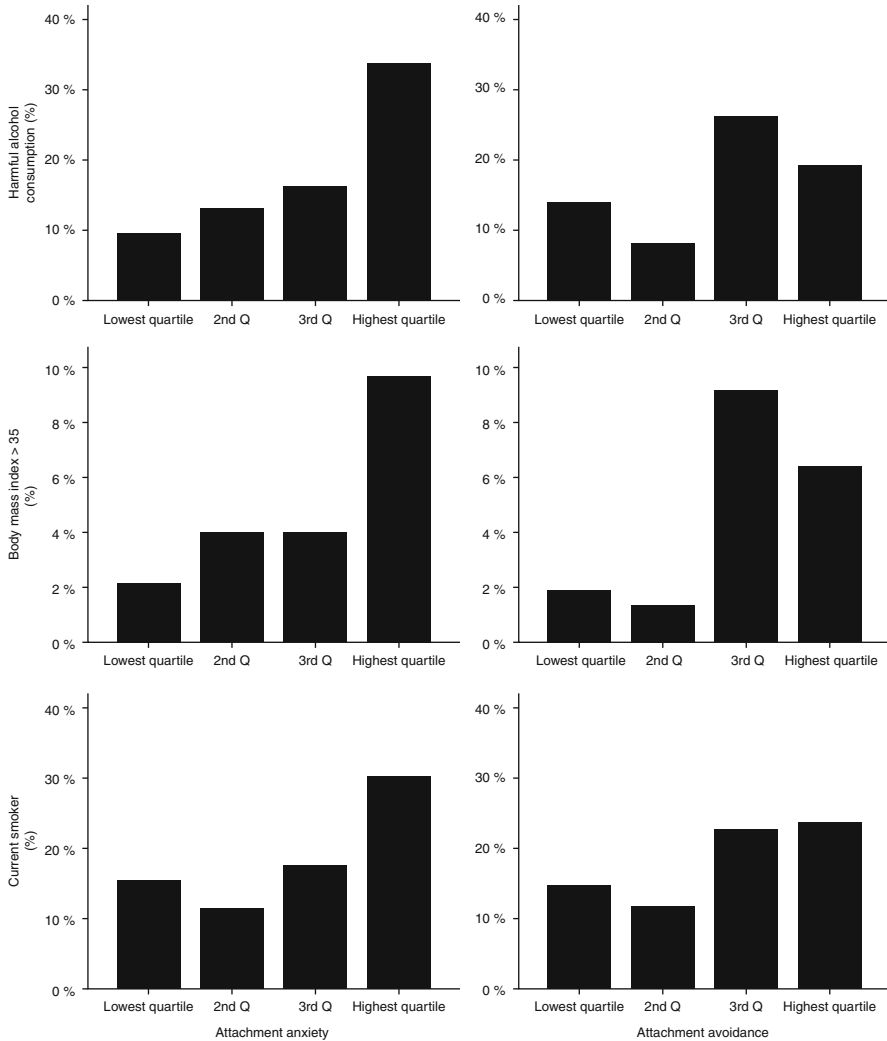 Harmful alcohol
consumption (%)
40 %
30 %
20 %
10 %
0 %
Lowest quartile 2nd Q 3rd Q Highest quartile
40 %
30 %
20 %
10 %
0 %
Lowest quartile 2nd Q 3rd Q Highest quartile
Body mass index > 35
(%)
10 %
8 %
6 %
4 %
2 %
0 %
Lowest quartile 2nd Q 3rd Q Highest quartile
10 %
8 %
6 %
4 %
2 %
0 %
Lowest quartile 2nd Q 3rd Q Highest quartile
Current smoker
(%)
40 %
30 %
20 %
10 %
0 %
Lowest quartile 2nd Q 3rd Q Highest quartile
Attachment anxiety
40 %
30 %
20 %
10 %
0 %
Lowest quartile 2nd Q 3rd Q Highest quartile
Attachment avoidance